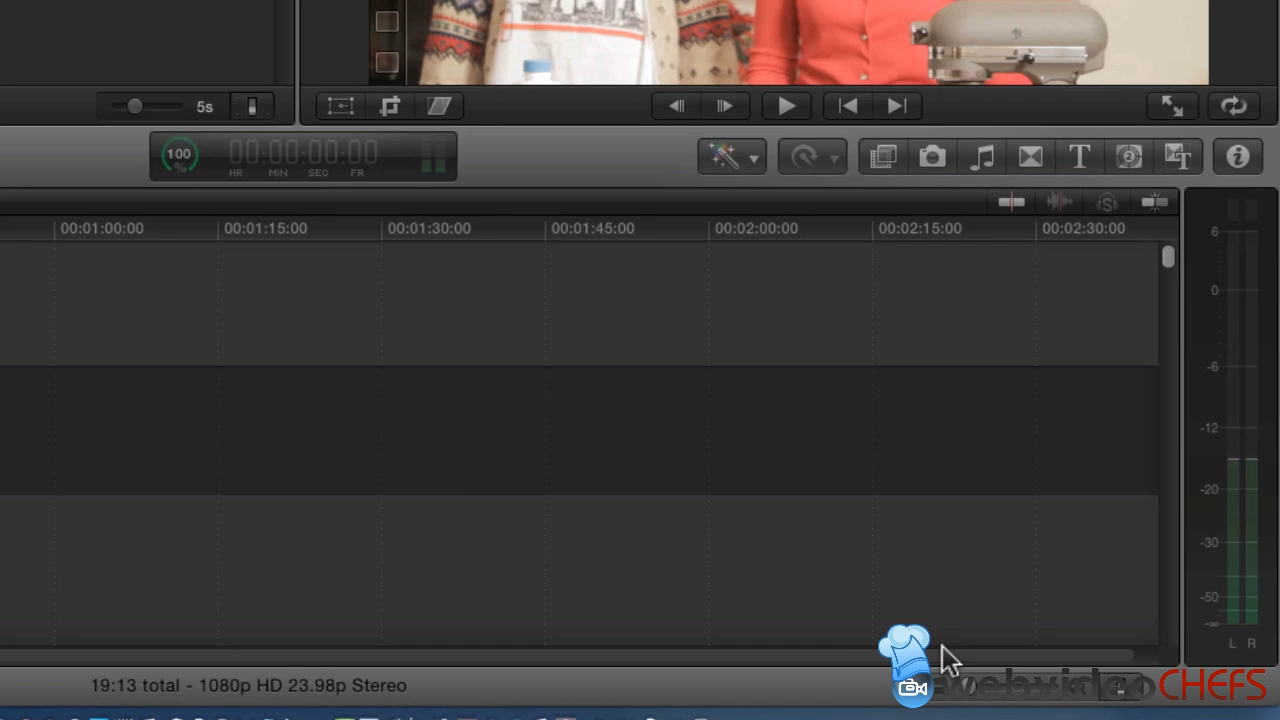 5s
100
%
00:00:00:00
HR MIN SEC FR
T
2
T
S
00:01:00:00 00:01:15:00 00:01:30:00 00:01:45:00 00:02:00:00 00:02:15:00 00:02:30:00
6
0
-6
-12
-20
-30
-50
-∞
L R
19:13 total - 1080p HD 23.98p Stereo
webvideoCHEFS